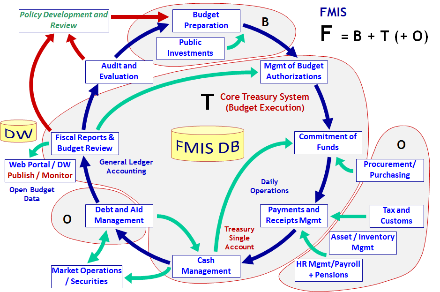 Policy Development and
Review
Budget
Preparation
B
FMIS
F = B + T (+ O)
Public
Investments
Audit and
Evaluation
Mgmt of Budget
Authorizations
T Core Treasury System
(Budget Execution)
DW
Fiscal Reports &
Budget Review
FMIS DB
Commitment of
Funds
O
Web Portal / DW
Publish / Monitor
General Ledger
Accounting
Procurement/
Purchasing
Open Budget
Data
Daily
Operations
O
Debt and Aid
Management
Payments and
Receipts Mgmt
Tax and
Customs
Treasury
Single
Account
Asset / Inventory
Mgmt
Market Operations
/ Securities
Cash
Management
HR Mgmt/Payroll
+ Pensions